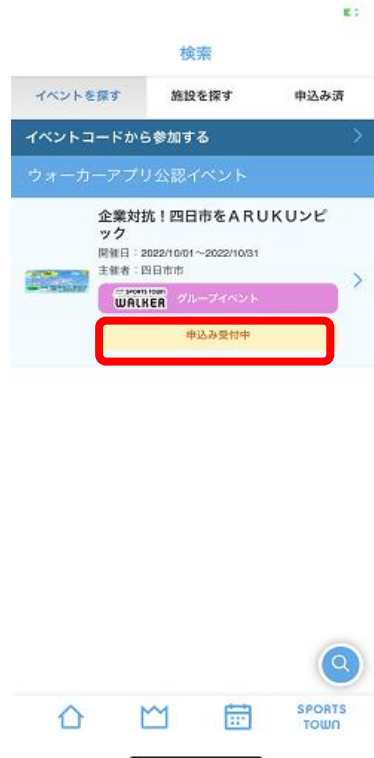 検索
イベントを探す
施設を探す
申込み済
イベントコードから参加する
ウォーカーアプリ公認イベント
企業対抗！四日市をＡＲＵＫＵンピ
ック
開催日：2022/10/01～2022/10/31
主催者：四日市市
SPORTS TOWN
WALKER
グループイベント
申込み受付中
SPORTS
TOWN